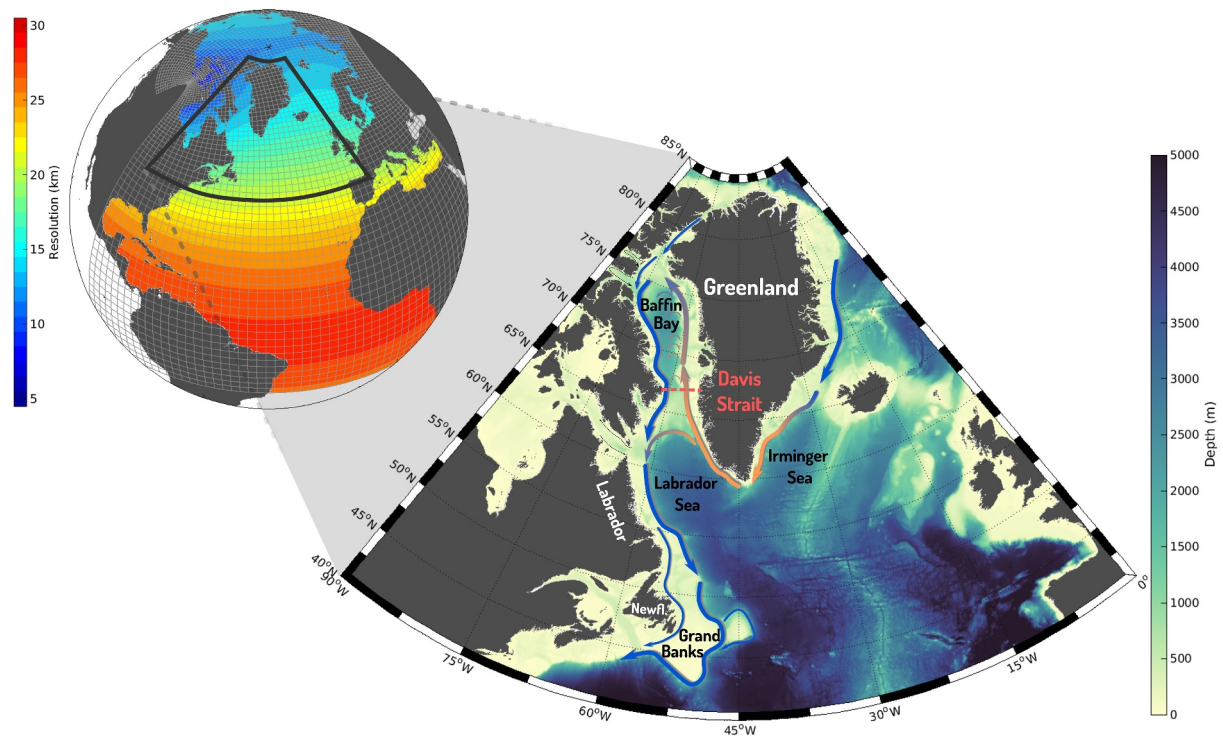 30
25
20
15
10
5
Resolution (km)
85°N
80°N
75°N
70°N
65°N
60°N
55°N
50°N
45°N
40°N
90°W
75°W
60°W
45°W
30°W
15°W
0°
Greenland
Baffin
Bay
Davis
Strait
Irminger
Sea
Labrador
Sea
Labrador
Newfl.
Grand
Banks
5000
4500
4000
3500
3000
2500
2000
1500
1000
500
0
Depth (m)